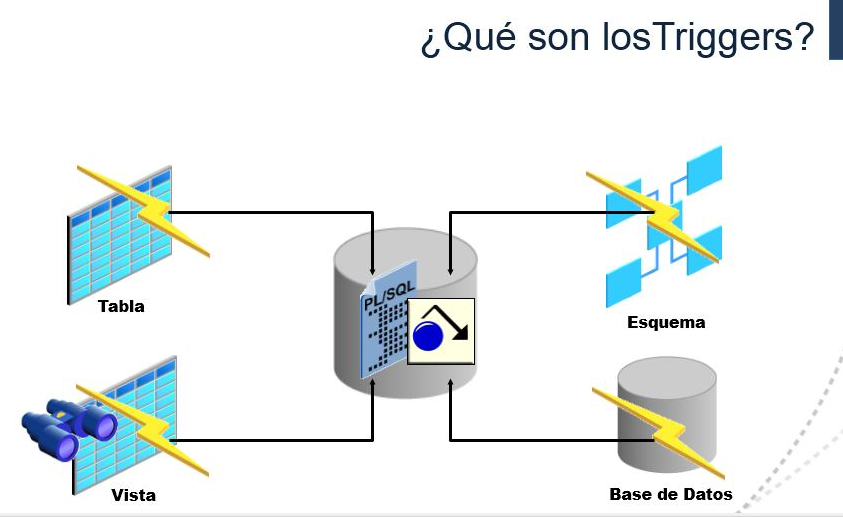 ¿Qué son losTriggers?
Tabla
PL/SQL
Esquema
Vista
Base de Datos